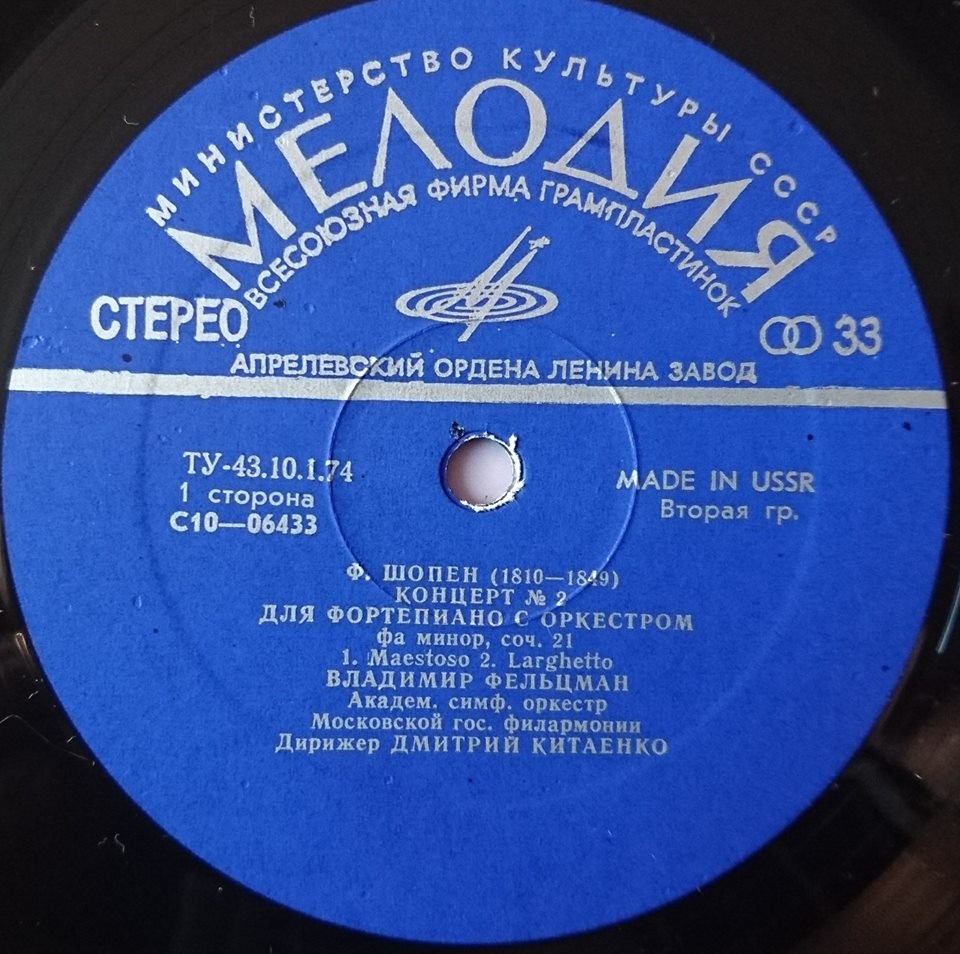 МИНИСТЕРСТВО КУЛЬТУРЫ СССР
МЕЛОДИЯ
ВСЕСОЮЗНАЯ ФИРМА ГРАМПЛАСТИНОК
СТЕРЕО
33
АПРЕЛЕВСКИЙ ОРДЕНА ЛЕНИНА ЗАВОД
ТУ-43.10.1.74
1 сторона
С10—06433
MADE IN USSR
Вторая гр.
Ф. ШОПЕН (1810—1849)
КОНЦЕРТ № 2
ДЛЯ ФОРТЕПИАНО С ОРКЕСТРОМ
фа минор, соч. 21
1. Maestoso 2. Larghetto
ВЛАДИМИР ФЕЛЬЦМАН
Академ. симф. оркестр
Московской гос. филармонии
Дирижер ДМИТРИЙ КИТАЕНКО